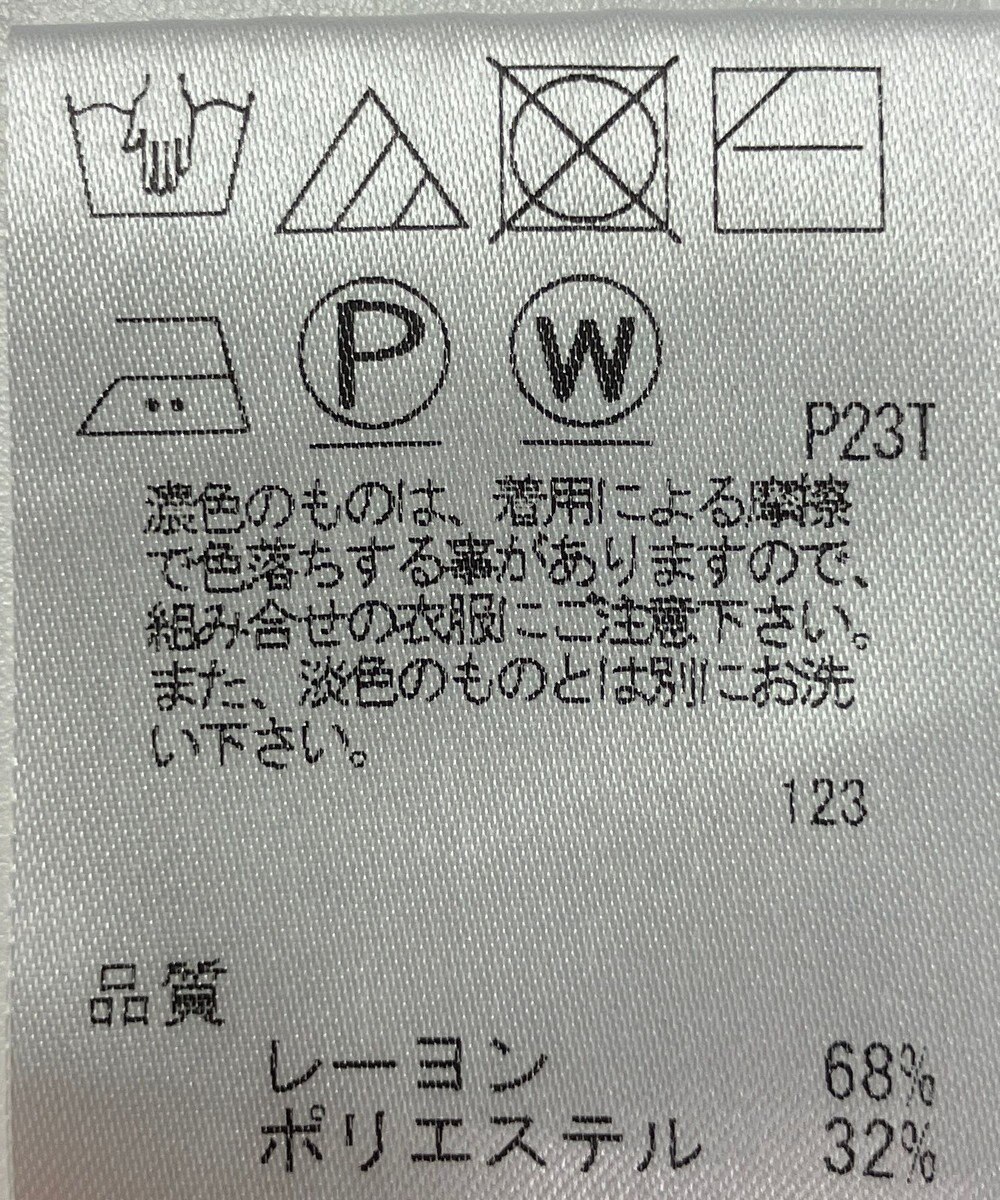 P
W
P23T
濃色のものは、着用による摩擦
で色落ちする事がありますので、
組み合せの衣服にご注意下さい。
また、淡色のものとは別にお洗
い下さい。
123
品質
レーヨン 68%
ポリエステル 32%